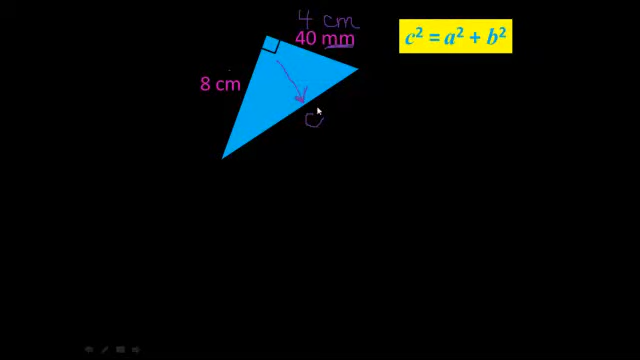 4 cm
40 mm
c² = a² + b²
8 cm
c